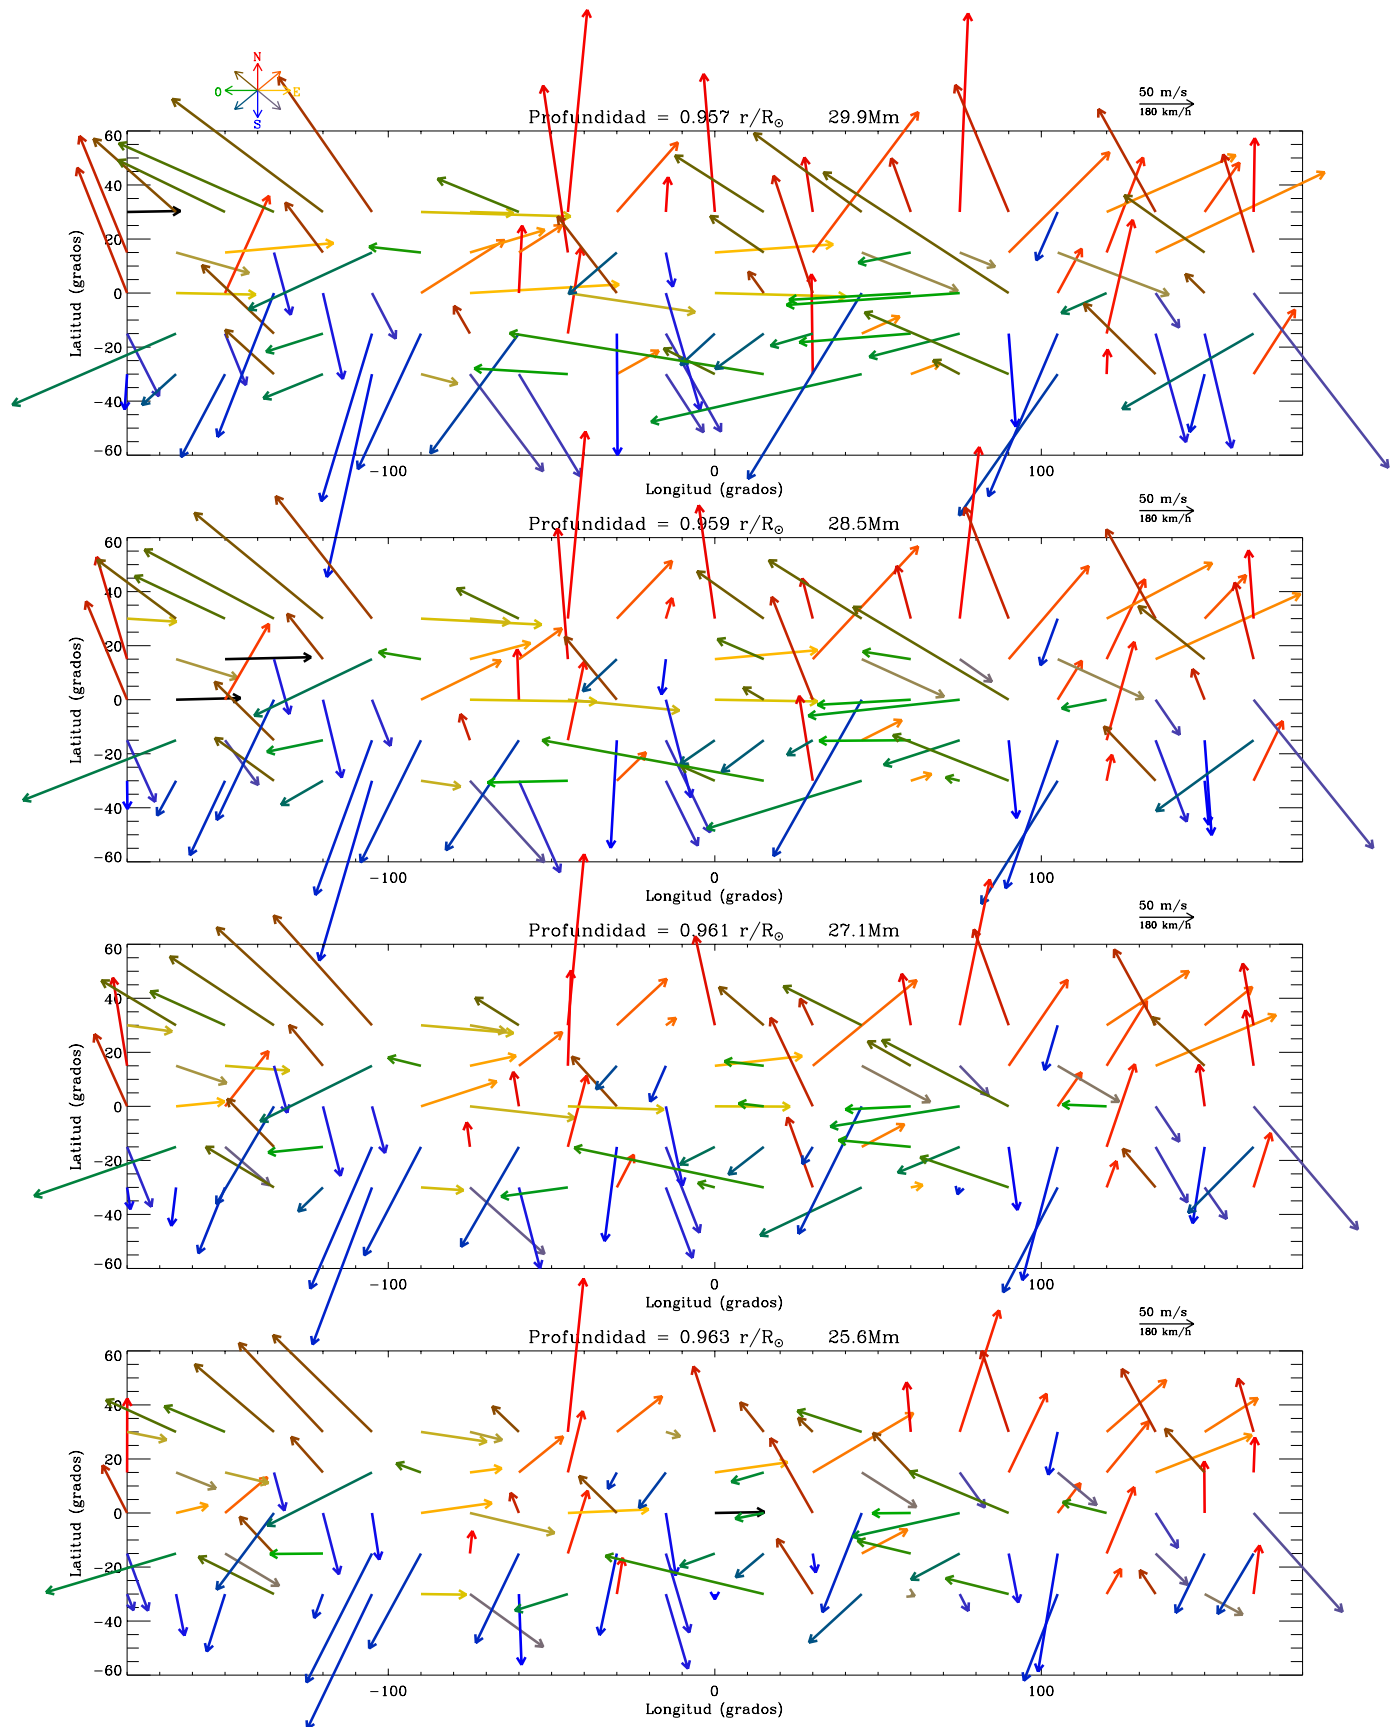 N
O E
S
50 m/s
180 km/h
Profundidad = 0.957 r/R☉ 29.9Mm
60
40
20
0
-20
-40
-60
Latitud (grados)
-100 0 100
Longitud (grados)
50 m/s
180 km/h
Profundidad = 0.959 r/R☉ 28.5Mm
60
40
20
0
-20
-40
-60
Latitud (grados)
-100 0 100
Longitud (grados)
50 m/s
180 km/h
Profundidad = 0.961 r/R☉ 27.1Mm
60
40
20
0
-20
-40
-60
Latitud (grados)
-100 0 100
Longitud (grados)
50 m/s
180 km/h
Profundidad = 0.963 r/R☉ 25.6Mm
60
40
20
0
-20
-40
-60
Latitud (grados)
-100 0 100
Longitud (grados)